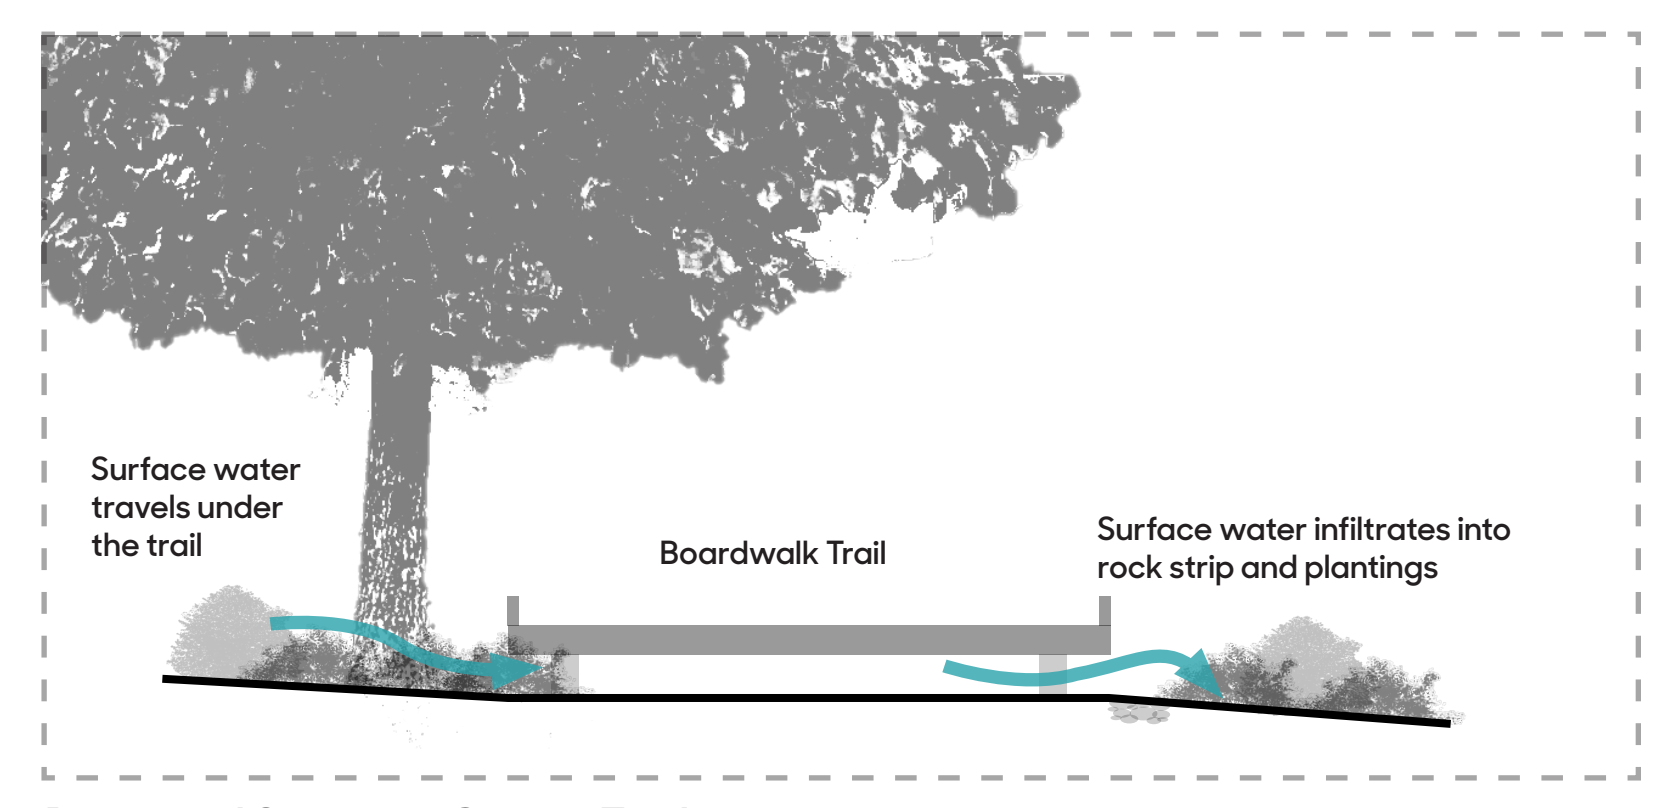 Surface water
travels under
the trail
Boardwalk Trail
Surface water infiltrates into
rock strip and plantings